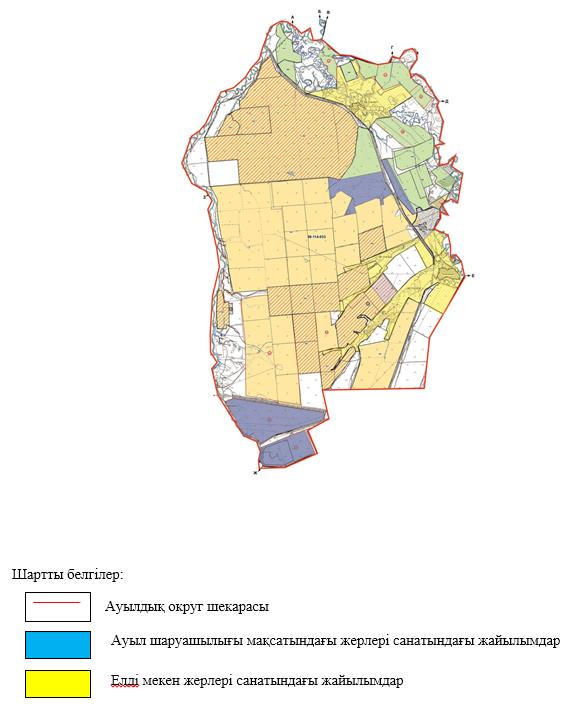 А Б В
Г
Д
Е
Ж
Шартты белгілер:
Ауылдық округ шекарасы
Ауыл шаруашылығы мақсатындағы жерлері санатындағы жайылымдар
Елді мекен жерлері санатындағы жайылымдар